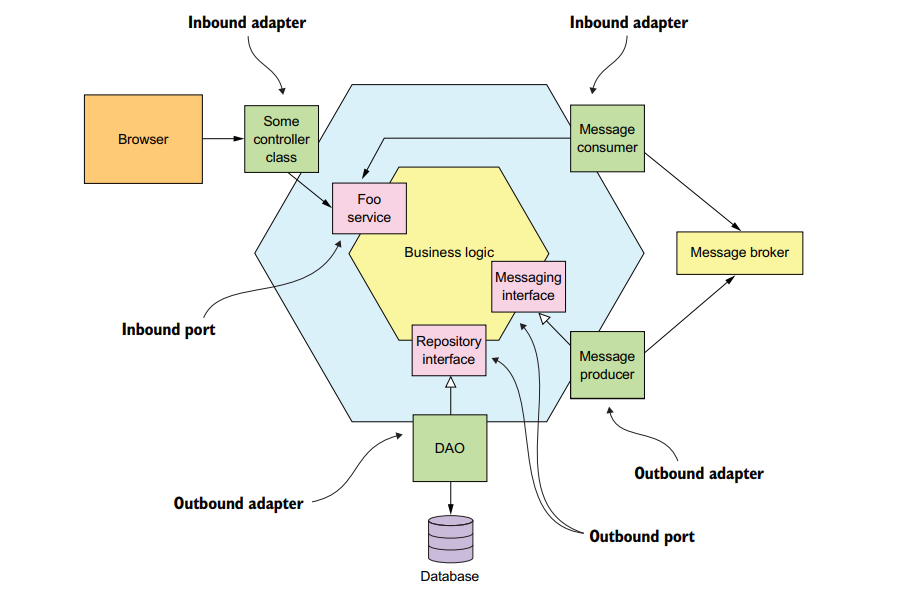 Inbound adapter
Inbound adapter
Browser
Some
controller
class
Message
consumer
Foo
service
Business logic
Message broker
Messaging
interface
Inbound port
Repository
interface
Message
producer
DAO
Outbound adapter
Outbound adapter
Outbound port
Database